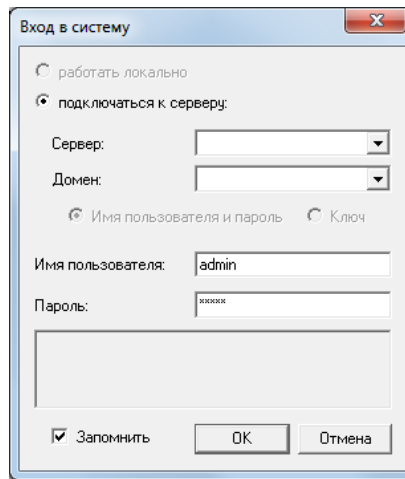 Вход в систему
работать локально
подключаться к серверу:
Сервер:
Домен:
Имя пользователя и пароль Ключ
Имя пользователя: admin
Пароль: *****
Запомнить OK Отмена